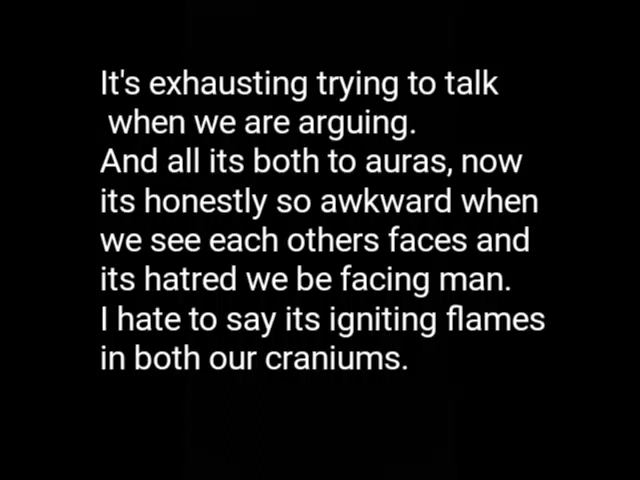 It's exhausting trying to talk
when we are arguing.
And all its both to auras, now
its honestly so awkward when
we see each others faces and
its hatred we be facing man.
I hate to say its igniting flames
in both our craniums.